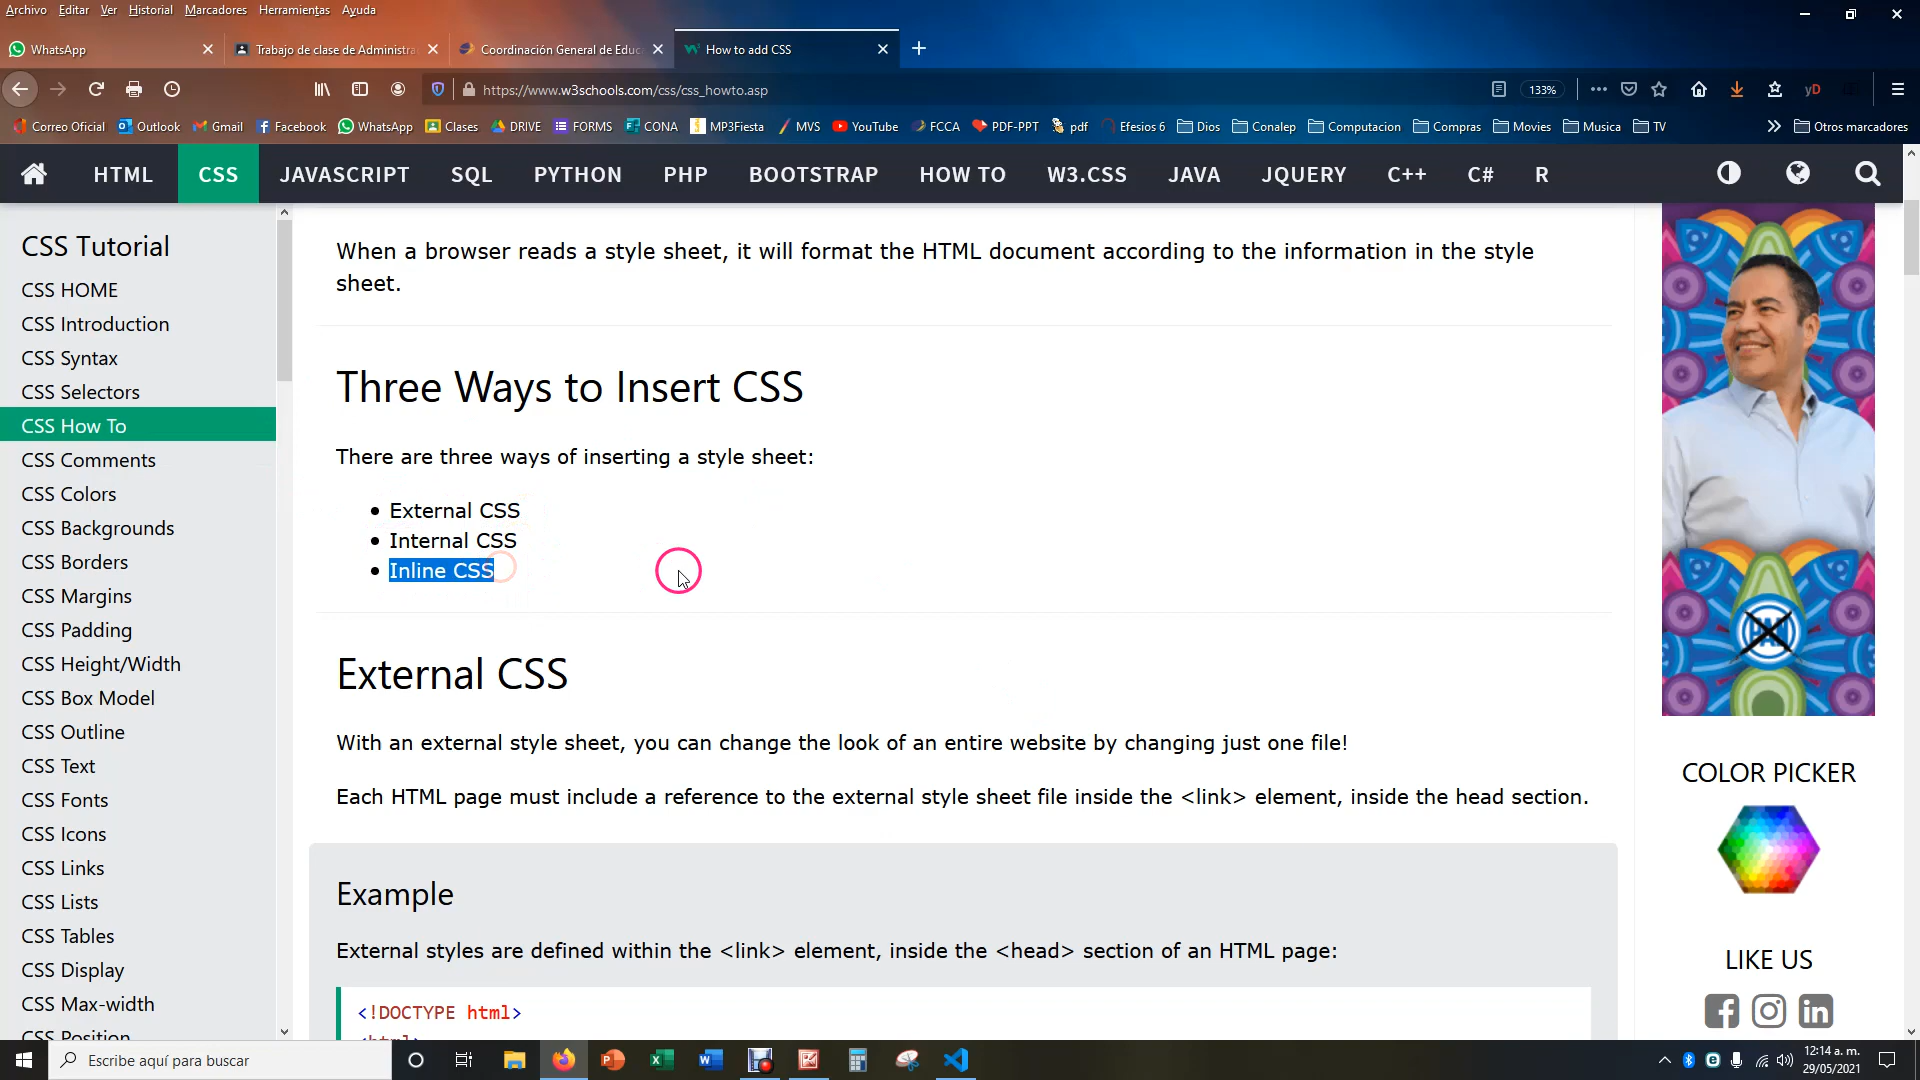 Archivo Editar Ver Historial Marcadores Herramientas Ayuda
WhatsApp
Trabajo de clase de Administra
Coordinación General de Educ
How to add CSS
https://www.w3schools.com/css/css_howto.asp
133%
yD
Correo Oficial Outlook Gmail Facebook WhatsApp Clases DRIVE FORMS CONA MP3Fiesta MVS YouTube FCCA PDF-PPT pdf Efesios 6 Dios Conalep Computacion Compras Movies Musica TV Otros marcadores
HTML CSS JAVASCRIPT SQL PYTHON PHP BOOTSTRAP HOW TO W3.CSS JAVA JQUERY C++ C# R
CSS Tutorial
CSS HOME
CSS Introduction
CSS Syntax
CSS Selectors
CSS How To
CSS Comments
CSS Colors
CSS Backgrounds
CSS Borders
CSS Margins
CSS Padding
CSS Height/Width
CSS Box Model
CSS Outline
CSS Text
CSS Fonts
CSS Icons
CSS Links
CSS Lists
CSS Tables
CSS Display
CSS Max-width
CSS Position
When a browser reads a style sheet, it will format the HTML document according to the information in the style
sheet.
Three Ways to Insert CSS
There are three ways of inserting a style sheet:
External CSS
Internal CSS
Inline CSS
External CSS
With an external style sheet, you can change the look of an entire website by changing just one file!
Each HTML page must include a reference to the external style sheet file inside the <link> element, inside the head section.
Example
External styles are defined within the <link> element, inside the <head> section of an HTML page:
<!DOCTYPE html>
<html>
PAN
COLOR PICKER
LIKE US
Escribe aquí para buscar
12:14 a. m.
29/05/2021